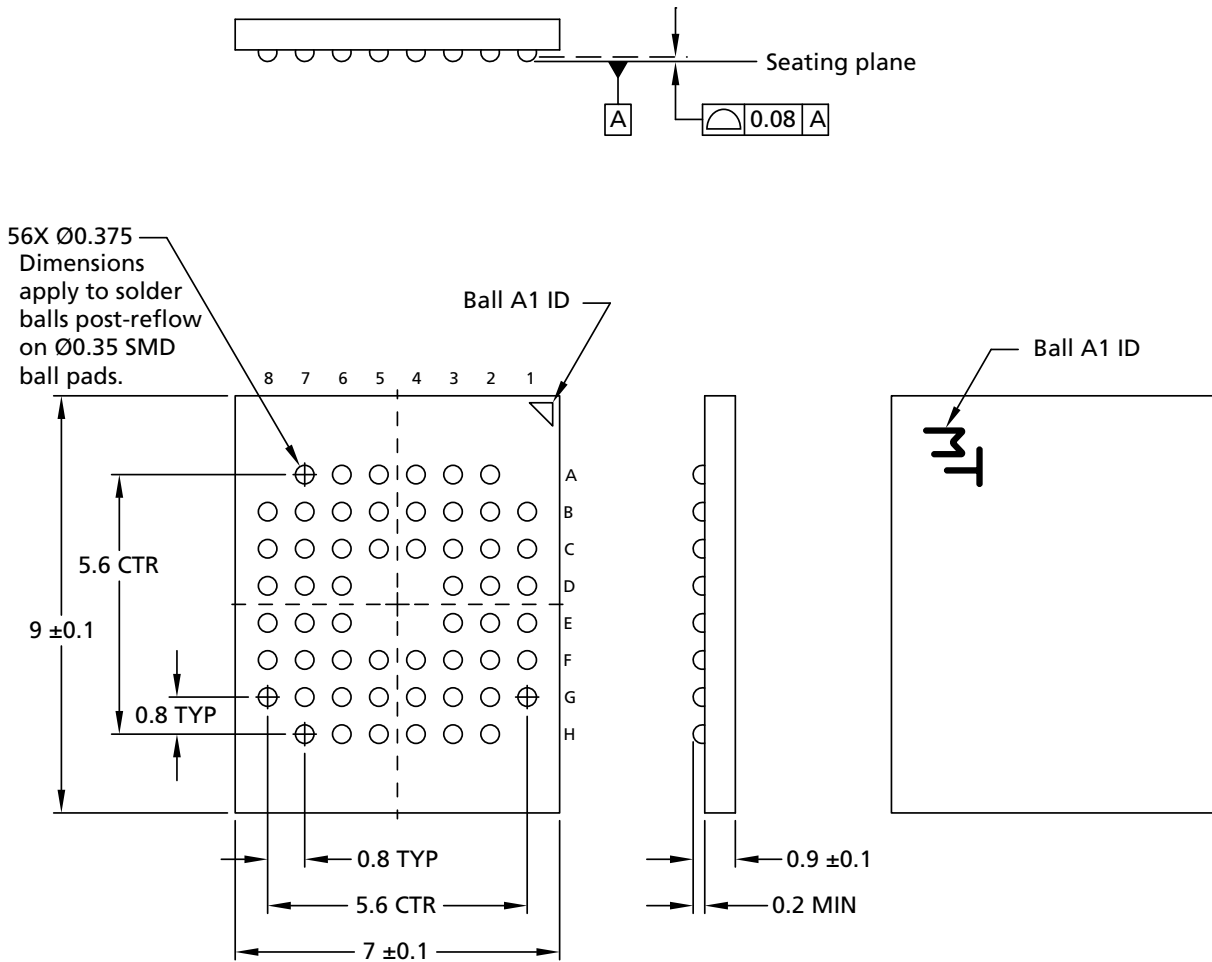 Seating plane
A
0.08 A
56X Ø0.375
Dimensions
apply to solder
balls post-reflow
on Ø0.35 SMD
ball pads.
Ball A1 ID
Ball A1 ID
8 7 6 5 4 3 2 1
A
B
C
D
E
F
G
H
5.6 CTR
9 ±0.1
0.8 TYP
0.8 TYP
5.6 CTR
7 ±0.1
0.9 ±0.1
0.2 MIN
MT